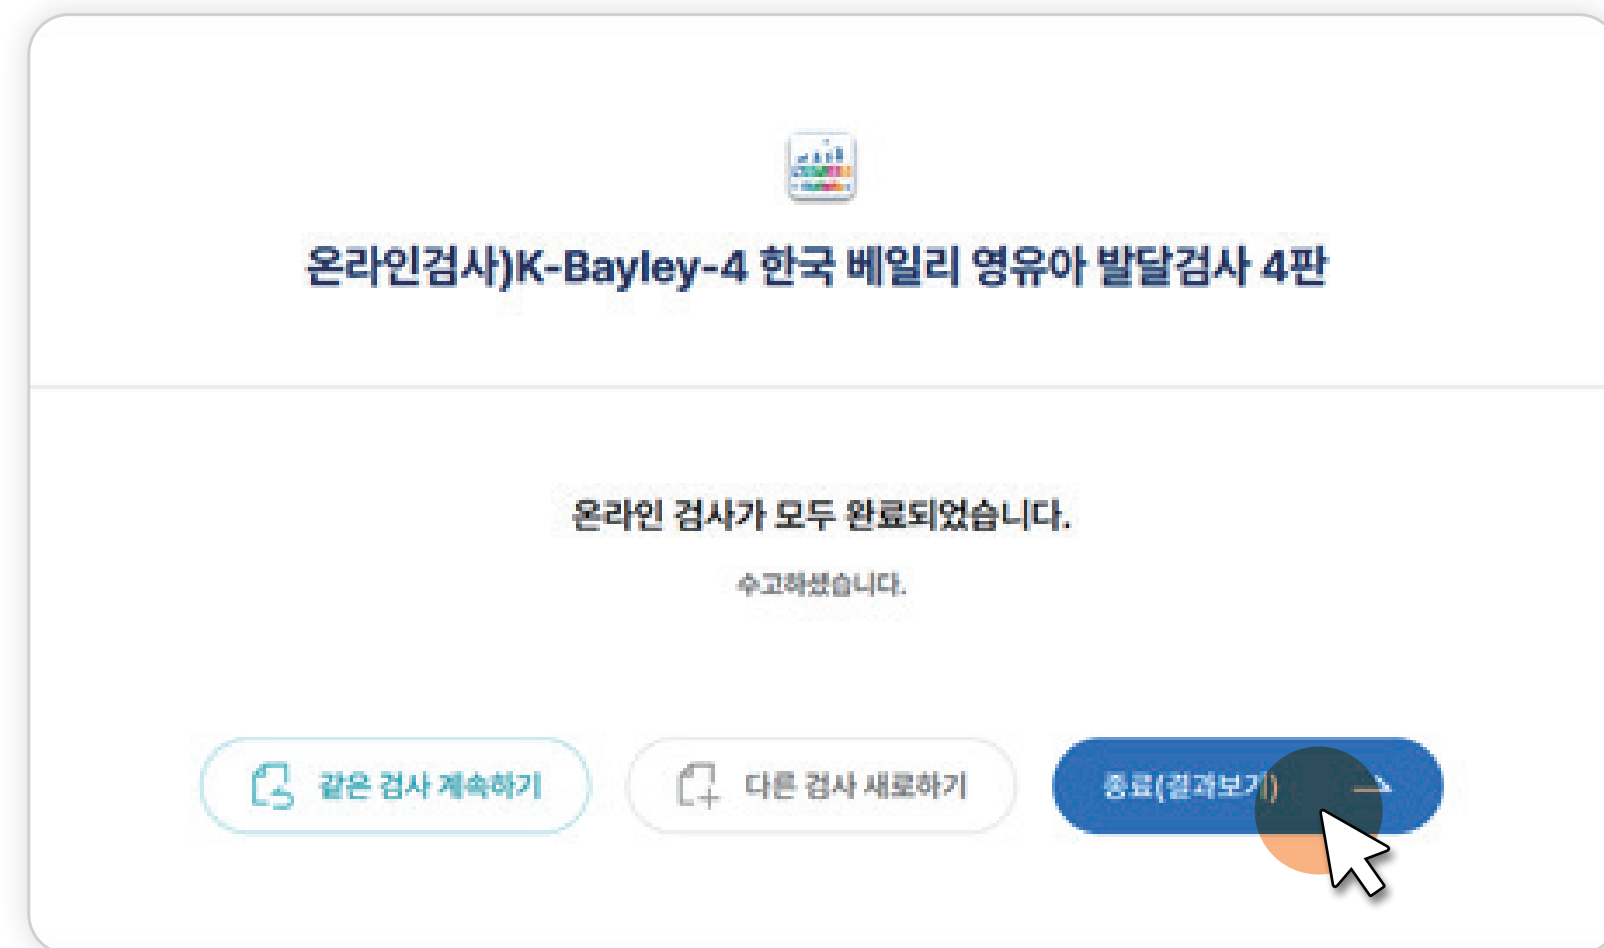 온라인검사)K-Bayley-4 한국 베일리 영유아 발달검사 4판
온라인 검사가 모두 완료되었습니다.
수고하셨습니다.
같은 검사 계속하기
다른 검사 새로하기
종료(결과보기)